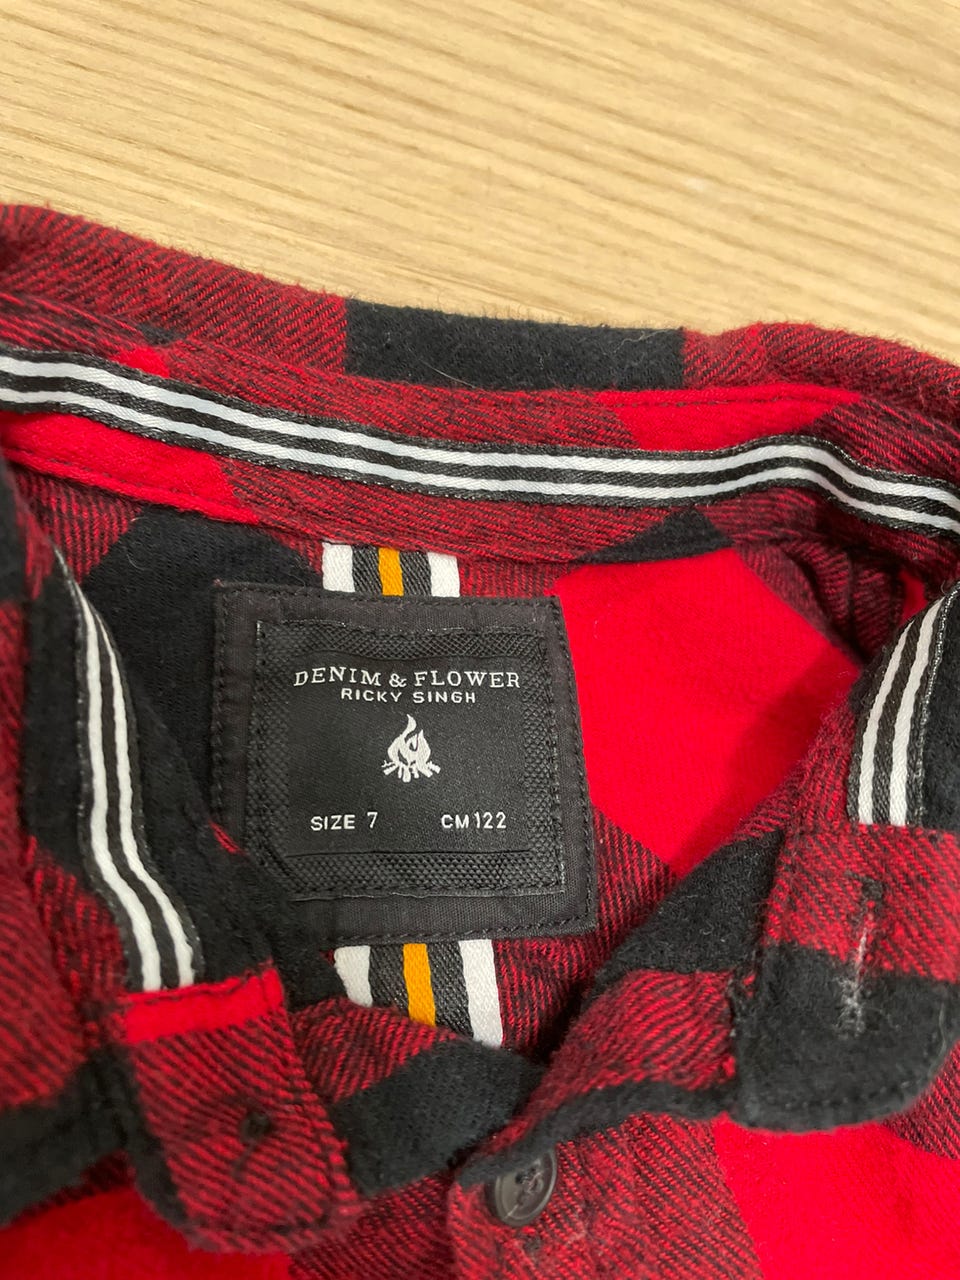 DENIM & FLOWER
RICKY SINGH
SIZE 7 CM 122